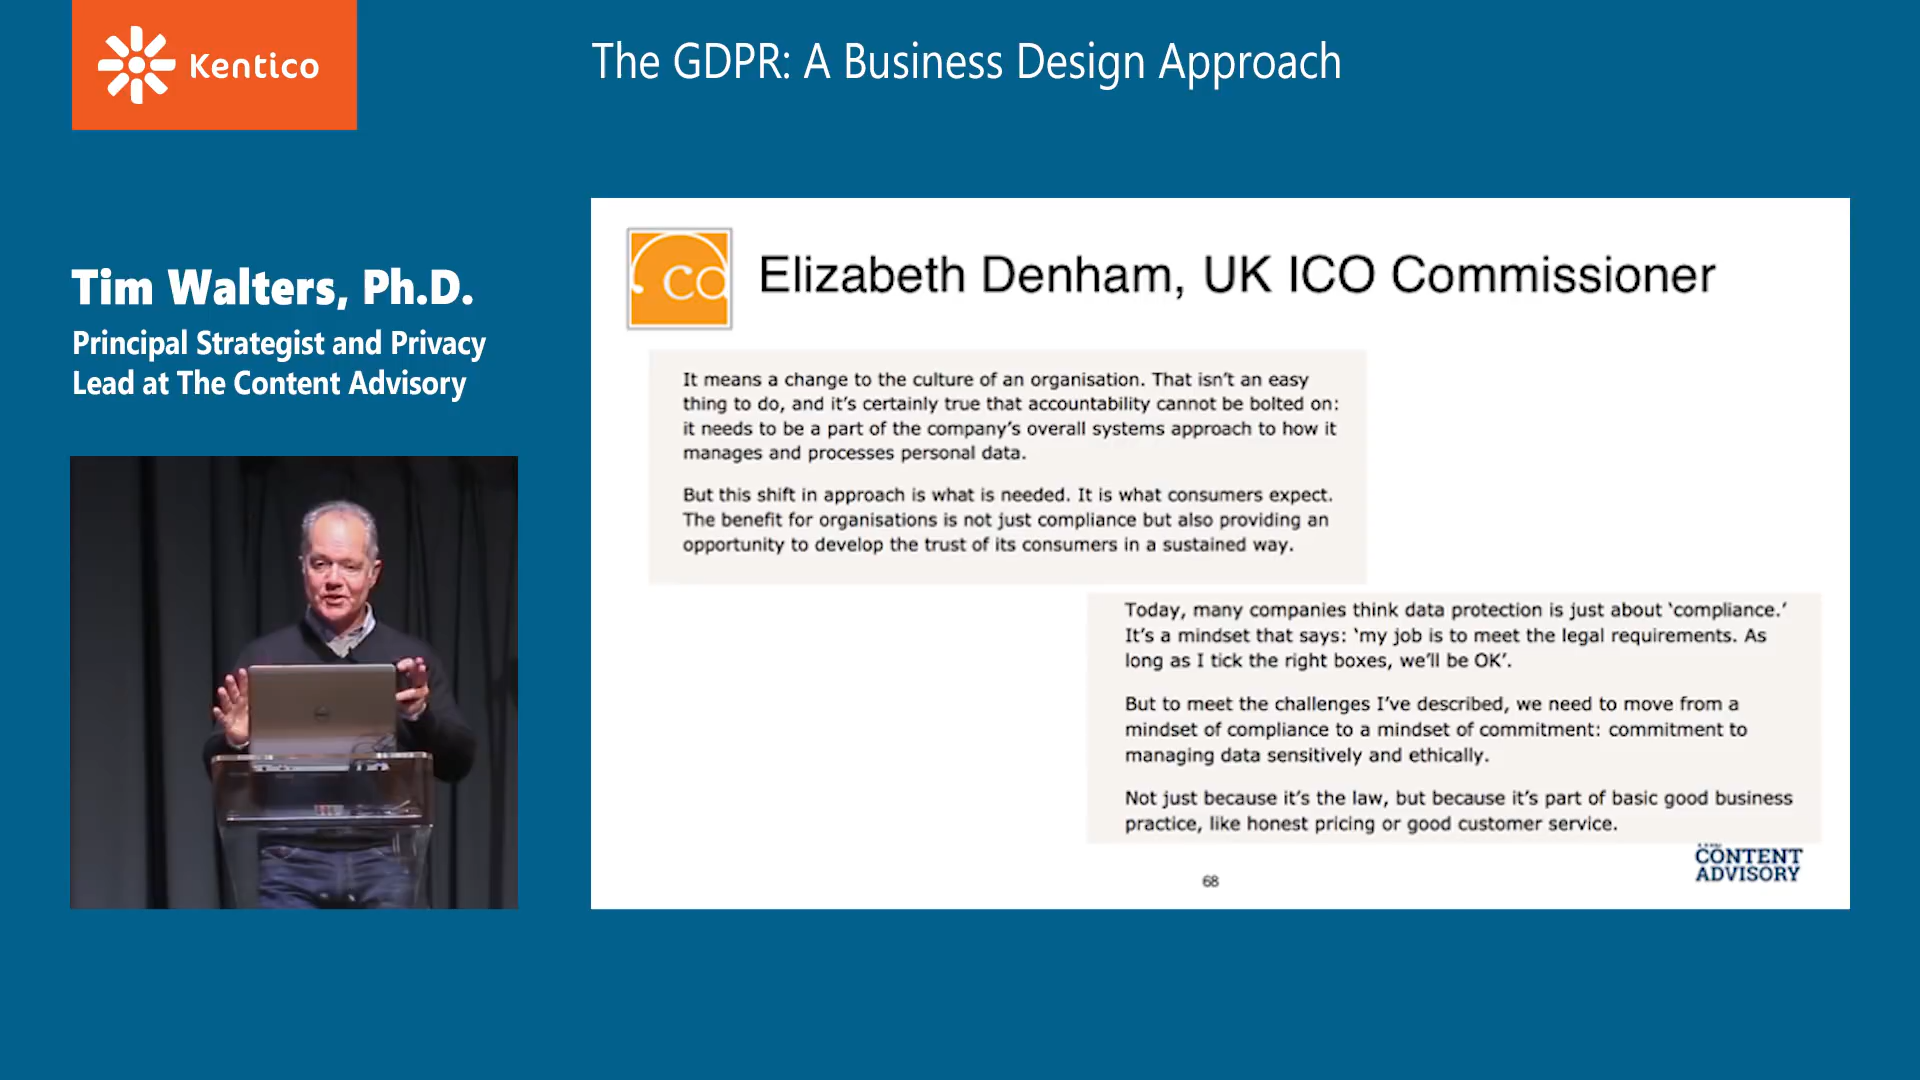 Kentico
The GDPR: A Business Design Approach
Tim Walters, Ph.D.
Principal Strategist and Privacy
Lead at The Content Advisory
co
Elizabeth Denham, UK ICO Commissioner
It means a change to the culture of an organisation. That isn't an easy
thing to do, and it's certainly true that accountability cannot be bolted on:
it needs to be a part of the company's overall systems approach to how it
manages and processes personal data.
But this shift in approach is what is needed. It is what consumers expect.
The benefit for organisations is not just compliance but also providing an
opportunity to develop the trust of its consumers in a sustained way.
Today, many companies think data protection is just about ‘compliance.’
It's a mindset that says: ‘my job is to meet the legal requirements. As
long as I tick the right boxes, we'll be OK’.
But to meet the challenges I've described, we need to move from a
mindset of compliance to a mindset of commitment: commitment to
managing data sensitively and ethically.
Not just because it's the law, but because it's part of basic good business
practice, like honest pricing or good customer service.
CONTENT
ADVISORY
68